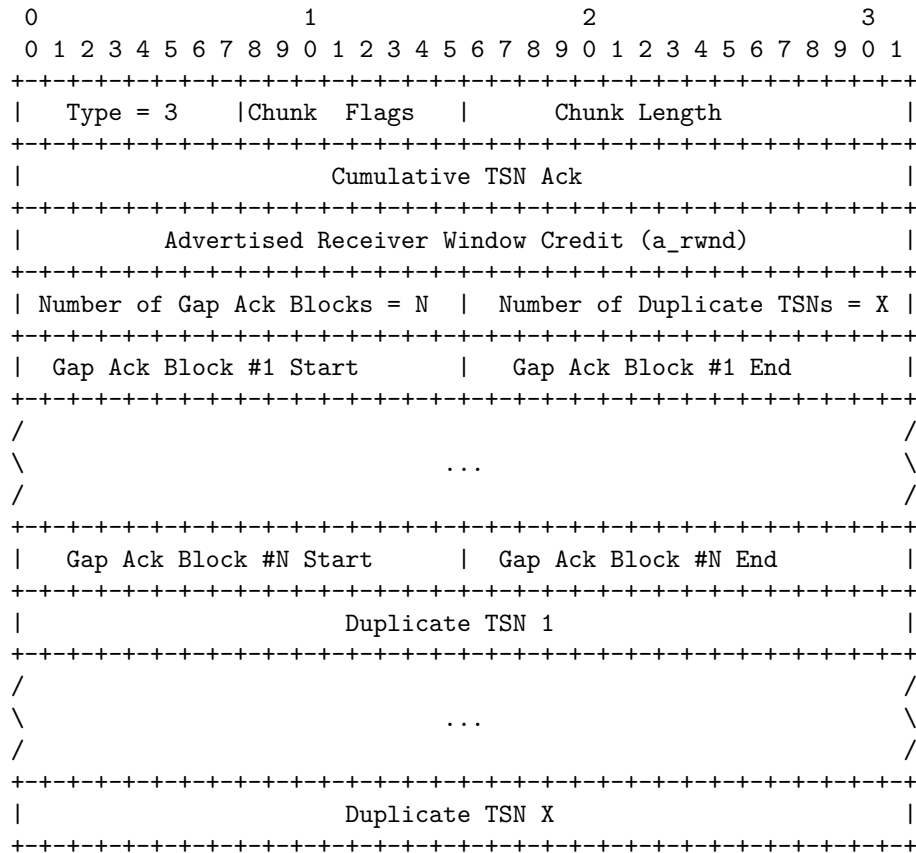 0                   1                   2                   3
 0 1 2 3 4 5 6 7 8 9 0 1 2 3 4 5 6 7 8 9 0 1 2 3 4 5 6 7 8 9 0 1
+-+-+-+-+-+-+-+-+-+-+-+-+-+-+-+-+-+-+-+-+-+-+-+-+-+-+-+-+-+-+-+-+
|   Type = 3    |Chunk  Flags   |      Chunk Length             |
+-+-+-+-+-+-+-+-+-+-+-+-+-+-+-+-+-+-+-+-+-+-+-+-+-+-+-+-+-+-+-+-+
|                      Cumulative TSN Ack                       |
+-+-+-+-+-+-+-+-+-+-+-+-+-+-+-+-+-+-+-+-+-+-+-+-+-+-+-+-+-+-+-+-+
|          Advertised Receiver Window Credit (a_rwnd)           |
+-+-+-+-+-+-+-+-+-+-+-+-+-+-+-+-+-+-+-+-+-+-+-+-+-+-+-+-+-+-+-+-+
| Number of Gap Ack Blocks = N  |  Number of Duplicate TSNs = X |
+-+-+-+-+-+-+-+-+-+-+-+-+-+-+-+-+-+-+-+-+-+-+-+-+-+-+-+-+-+-+-+-+
|  Gap Ack Block #1 Start       |   Gap Ack Block #1 End        |
+-+-+-+-+-+-+-+-+-+-+-+-+-+-+-+-+-+-+-+-+-+-+-+-+-+-+-+-+-+-+-+-+
/                                                               /
\                              ...                              \
/                                                               /
+-+-+-+-+-+-+-+-+-+-+-+-+-+-+-+-+-+-+-+-+-+-+-+-+-+-+-+-+-+-+-+-+
|   Gap Ack Block #N Start      |  Gap Ack Block #N End         |
+-+-+-+-+-+-+-+-+-+-+-+-+-+-+-+-+-+-+-+-+-+-+-+-+-+-+-+-+-+-+-+-+
|                       Duplicate TSN 1                         |
+-+-+-+-+-+-+-+-+-+-+-+-+-+-+-+-+-+-+-+-+-+-+-+-+-+-+-+-+-+-+-+-+
/                                                               /
\                              ...                              \
/                                                               /
+-+-+-+-+-+-+-+-+-+-+-+-+-+-+-+-+-+-+-+-+-+-+-+-+-+-+-+-+-+-+-+-+
|                       Duplicate TSN X                         |
+-+-+-+-+-+-+-+-+-+-+-+-+-+-+-+-+-+-+-+-+-+-+-+-+-+-+-+-+-+-+-+-+